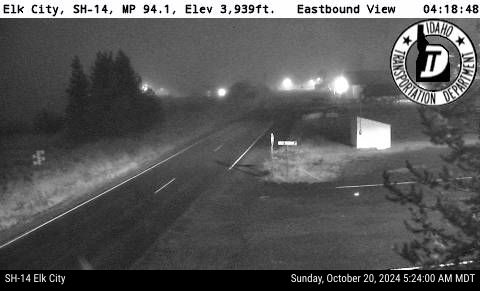 Elk City, SH-14, MP 94.1, Elev 3,939ft. Eastbound View 04:18:48
IDAHO
TRANSPORTATION DEPARTMENT
SH-14 Elk City Sunday, October 20, 2024 5:24:00 AM MDT